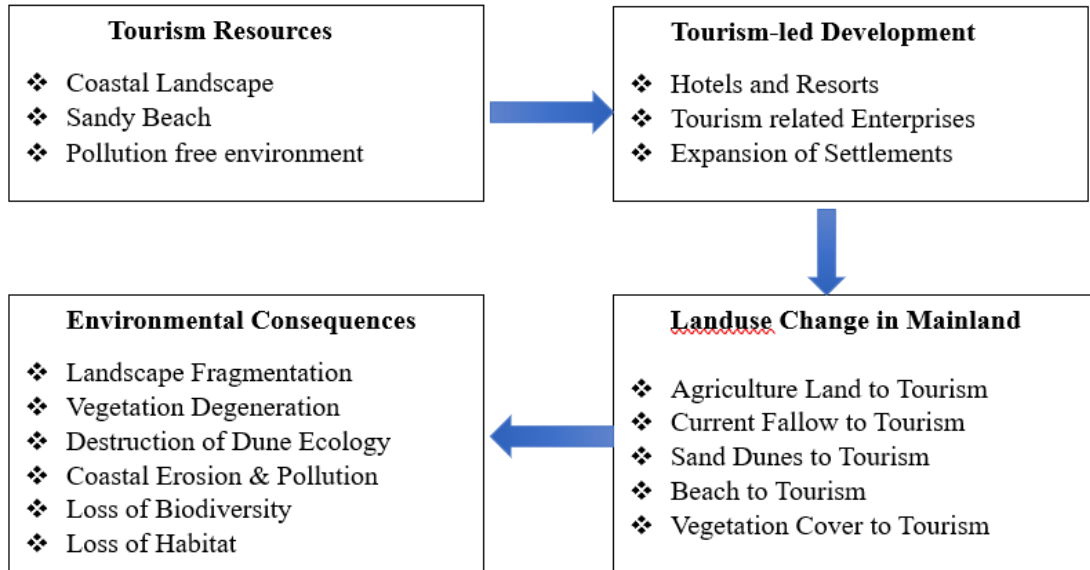 Tourism Resources
❖ Coastal Landscape
❖ Sandy Beach
❖ Pollution free environment
Tourism-led Development
❖ Hotels and Resorts
❖ Tourism related Enterprises
❖ Expansion of Settlements
Landuse Change in Mainland
❖ Agriculture Land to Tourism
❖ Current Fallow to Tourism
❖ Sand Dunes to Tourism
❖ Beach to Tourism
❖ Vegetation Cover to Tourism
Environmental Consequences
❖ Landscape Fragmentation
❖ Vegetation Degeneration
❖ Destruction of Dune Ecology
❖ Coastal Erosion & Pollution
❖ Loss of Biodiversity
❖ Loss of Habitat